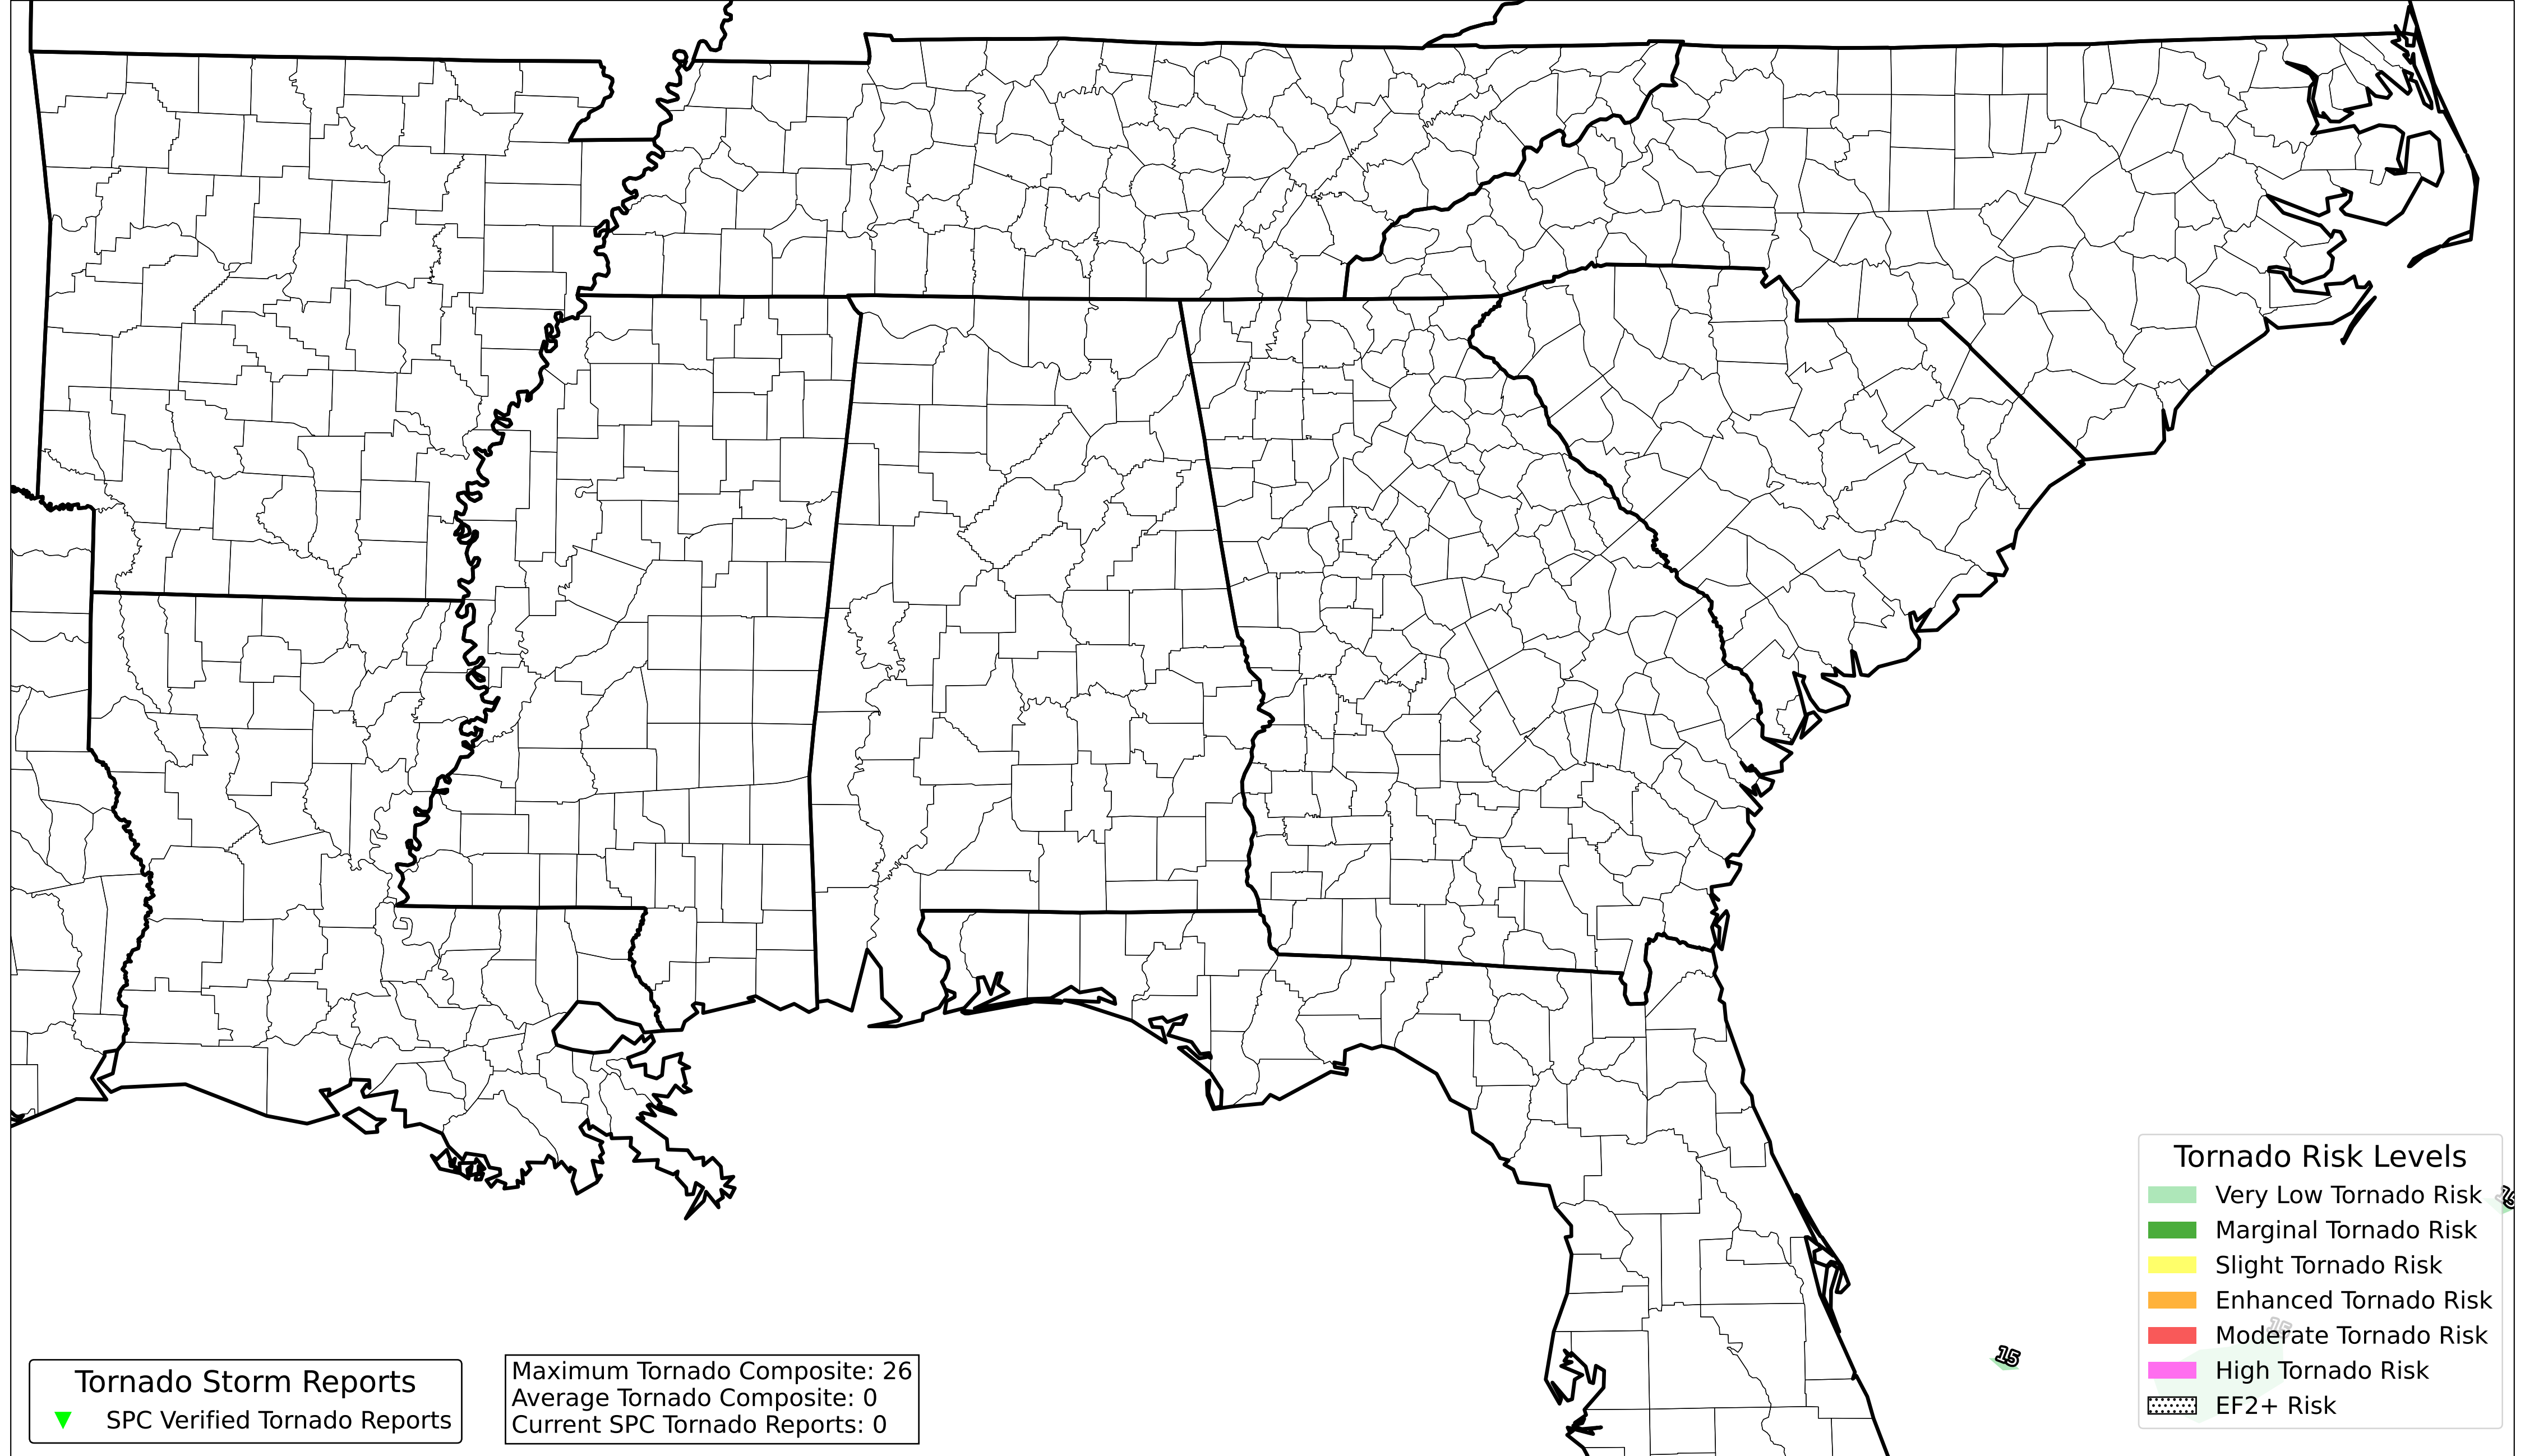 Tornado Risk Levels
Very Low Tornado Risk
15
Marginal Tornado Risk
Slight Tornado Risk
Enhanced Tornado Risk
15
Moderate Tornado Risk
15
High Tornado Risk
EF2+ Risk
Tornado Storm Reports
SPC Verified Tornado Reports
Maximum Tornado Composite: 26
Average Tornado Composite: 0
Current SPC Tornado Reports: 0